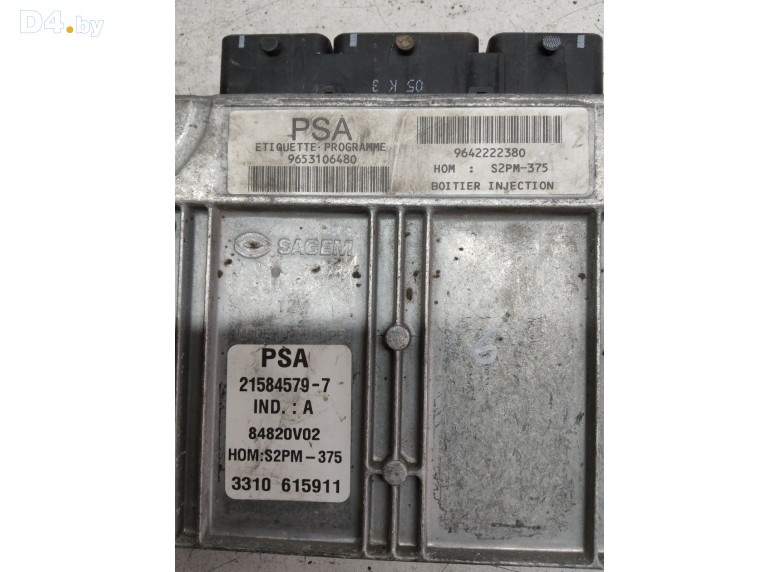 D4.by
05 K 3
PSA
ETIQUETTE-PROGRAMME
9653106480
9642222380
HOM : S2PM-375
BOITIER INJECTION
SAGEM
12V
PSA
21584579-7
IND. : A
84820V02
HOM:S2PM-375
3310 615911